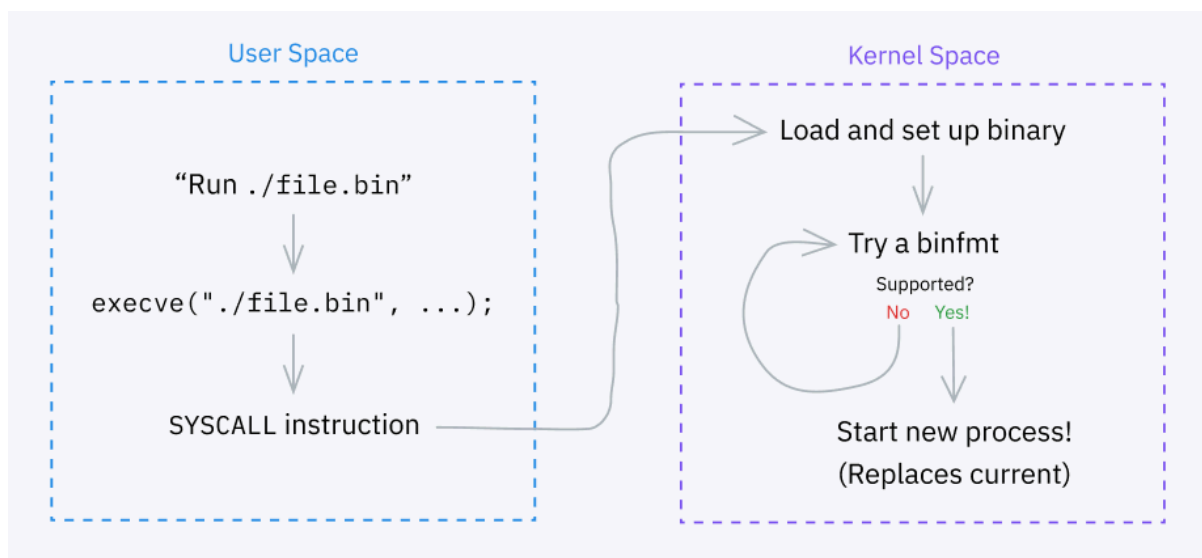 User Space
“Run ./file.bin”
execve("./file.bin", ...);
SYSCALL instruction
Kernel Space
Load and set up binary
Try a binfmt
Supported?
No Yes!
Start new process!
(Replaces current)